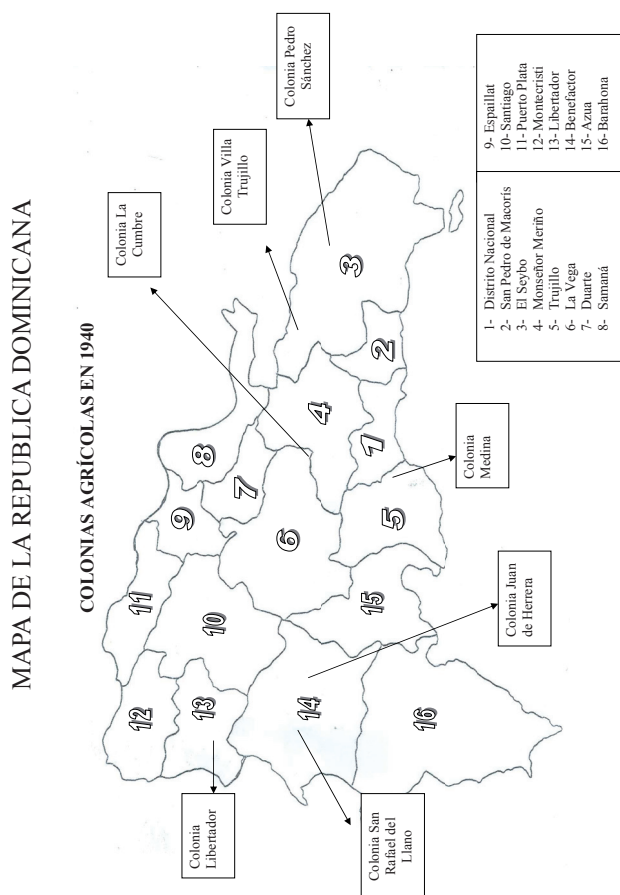 MAPA DE LA REPUBLICA DOMINICANA
COLONIAS AGRÍCOLAS EN 1940
Colonia
Libertador
Colonia San
Rafael del
Llano
Colonia Juan
de Herrera
Colonia
Medina
Colonia La
Cumbre
Colonia Villa
Trujillo
Colonia Pedro
Sánchez
12
11
13
10
9
8
7
14
6
4
3
16
15
5
1
2
1- Distrito Nacional
2- San Pedro de Macorís
3- El Seybo
4- Monseñor Meriño
5- Trujillo
6- La Vega
7- Duarte
8- Samaná
9- Espaillat
10- Santiago
11- Puerto Plata
12- Montecristi
13- Libertador
14- Benefactor
15- Azua
16- Barahona